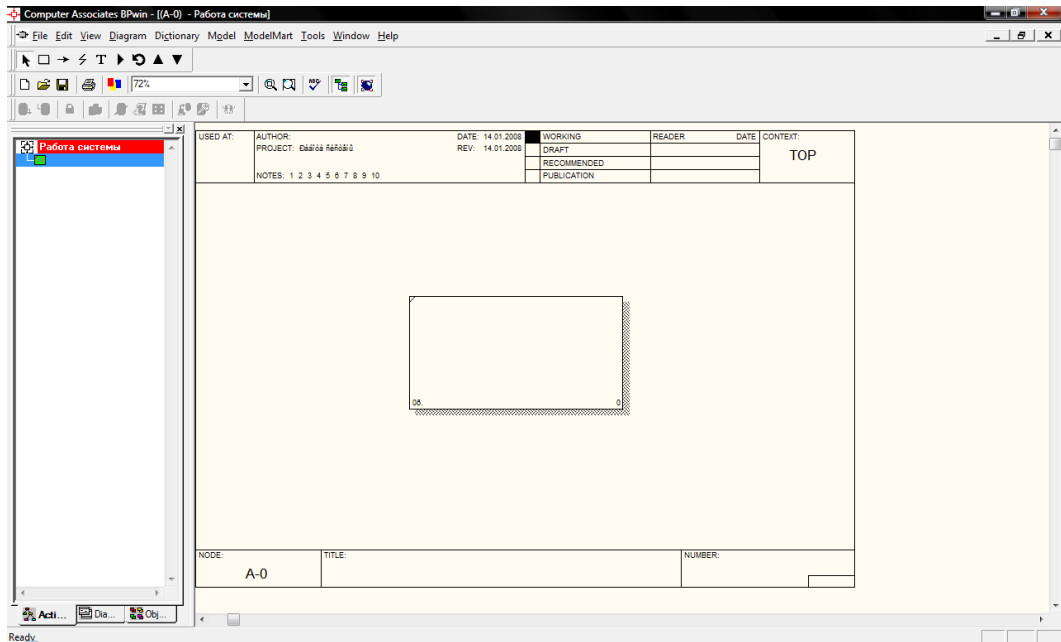 Computer Associates BPwin - [(A-0) - Работа системы]
File Edit View Diagram Dictionary Model ModelMart Tools Window Help
72%
ABC
Работа системы
USED AT: AUTHOR: DATE: 14.01.2008 WORKING READER DATE CONTEXT:
PROJECT: REV: 14.01.2008 DRAFT
TOP
RECOMMENDED
NOTES: 1 2 3 4 5 6 7 8 9 10 PUBLICATION
0
NODE: TITLE: NUMBER:
A-0
Acti... Dia... Obj...
Ready